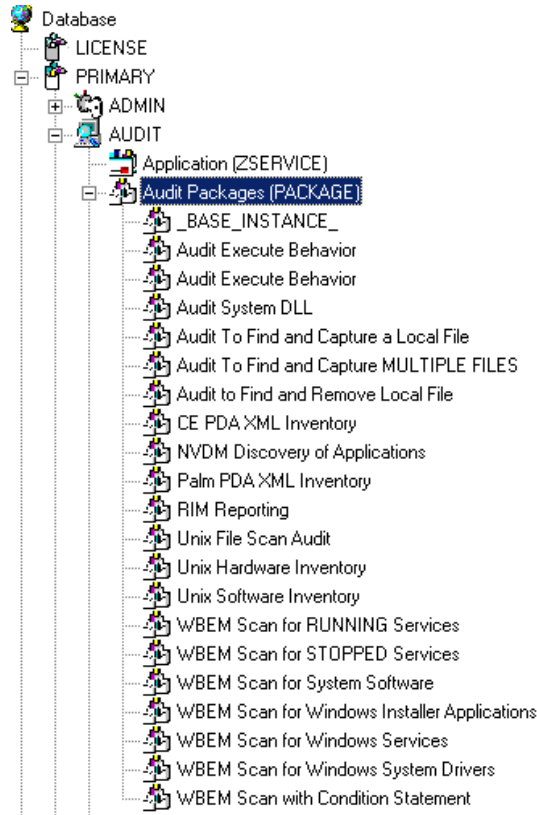 Database
LICENSE
PRIMARY
ADMIN
AUDIT
Application (ZSERVICE)
Audit Packages (PACKAGE)
_BASE_INSTANCE_
Audit Execute Behavior
Audit Execute Behavior
Audit System DLL
Audit To Find and Capture a Local File
Audit To Find and Capture MULTIPLE FILES
Audit to Find and Remove Local File
CE PDA XML Inventory
NVDM Discovery of Applications
Palm PDA XML Inventory
RIM Reporting
Unix File Scan Audit
Unix Hardware Inventory
Unix Software Inventory
WBEM Scan for RUNNING Services
WBEM Scan for STOPPED Services
WBEM Scan for System Software
WBEM Scan for Windows Installer Applications
WBEM Scan for Windows Services
WBEM Scan for Windows System Drivers
WBEM Scan with Condition Statement